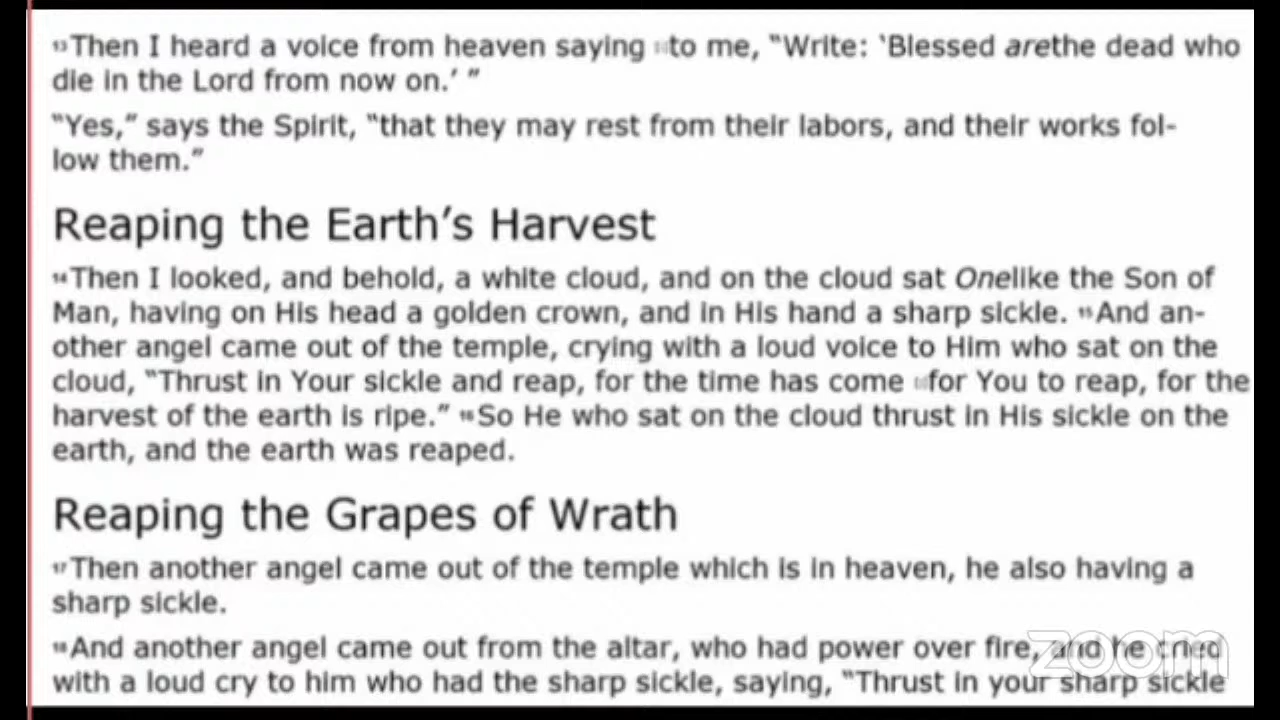 13Then I heard a voice from heaven saying to me, “Write: ‘Blessed arethe dead who
die in the Lord from now on.’ ”
“Yes,” says the Spirit, “that they may rest from their labors, and their works fol-
low them.”
Reaping the Earth’s Harvest
14Then I looked, and behold, a white cloud, and on the cloud sat Onelike the Son of
Man, having on His head a golden crown, and in His hand a sharp sickle. 15And an-
other angel came out of the temple, crying with a loud voice to Him who sat on the
cloud, “Thrust in Your sickle and reap, for the time has come for You to reap, for the
harvest of the earth is ripe.” 16So He who sat on the cloud thrust in His sickle on the
earth, and the earth was reaped.
Reaping the Grapes of Wrath
17Then another angel came out of the temple which is in heaven, he also having a
sharp sickle.
18And another angel came out from the altar, who had power over fire, and he cried
with a loud cry to him who had the sharp sickle, saying, “Thrust in your sharp sickle
zoom